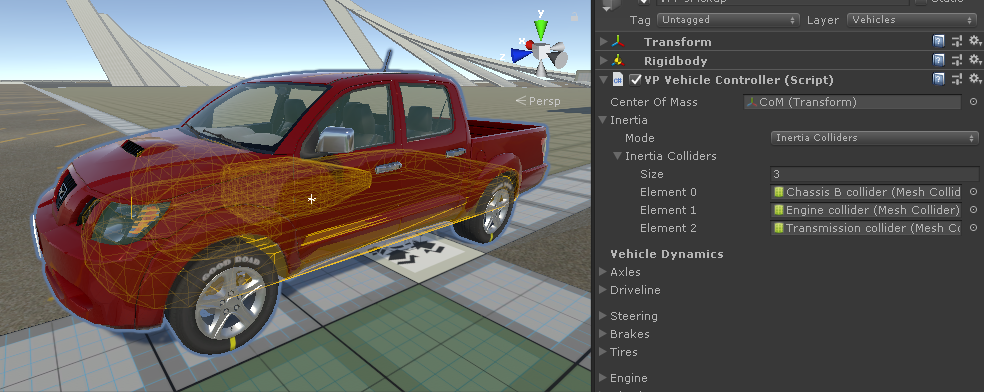 Tag Untagged Layer Vehicles
Transform
Rigidbody
VP Vehicle Controller (Script)
Center Of Mass CoM (Transform)
Inertia
Mode Inertia Colliders
Inertia Colliders
Size 3
Element 0 Chassis B collider (Mesh Collid
Element 1 Engine collider (Mesh Collider)
Element 2 Transmission collider (Mesh Co
Vehicle Dynamics
Axles
Driveline
Steering
Brakes
Tires
Engine
y
x
z
< Persp
GOOD ROAD